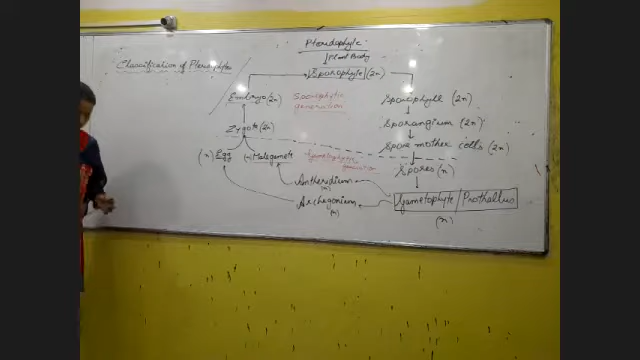 Pteridophyte
Plant Body
Classification of Pteridophytes
Sporophyte (2n)
Embryo (2n)
Sporophytic
generation
Sporophyll (2n)
Sporangium (2n)
Zygote (2n)
Spore mother cells (2n)
(n) Egg
(n) Malegamete
Gametophytic
generation
Spores (n)
Antheridium
(n)
Archegonium
(n)
Gametophyte / Prothallus
(n)